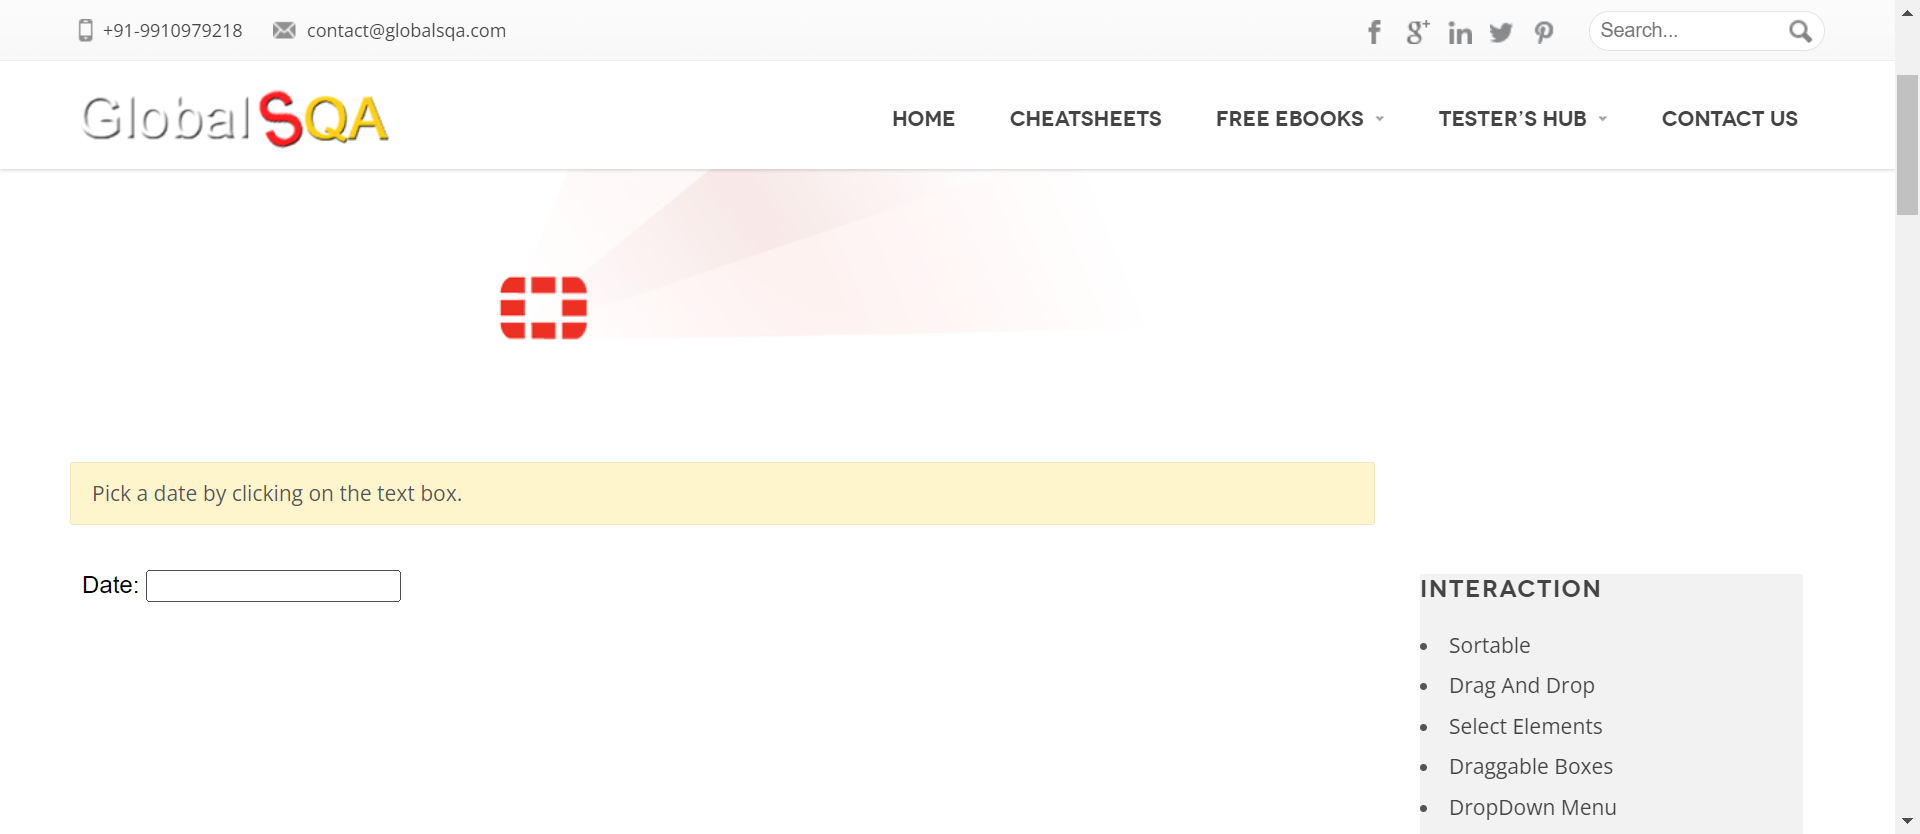 +91-9910979218 contact@globalsqa.com Search...
GlobalSQA HOME CHEATSHEETS FREE EBOOKS TESTER'S HUB CONTACT US
Pick a date by clicking on the text box.
Date:
INTERACTION
Sortable
Drag And Drop
Select Elements
Draggable Boxes
DropDown Menu